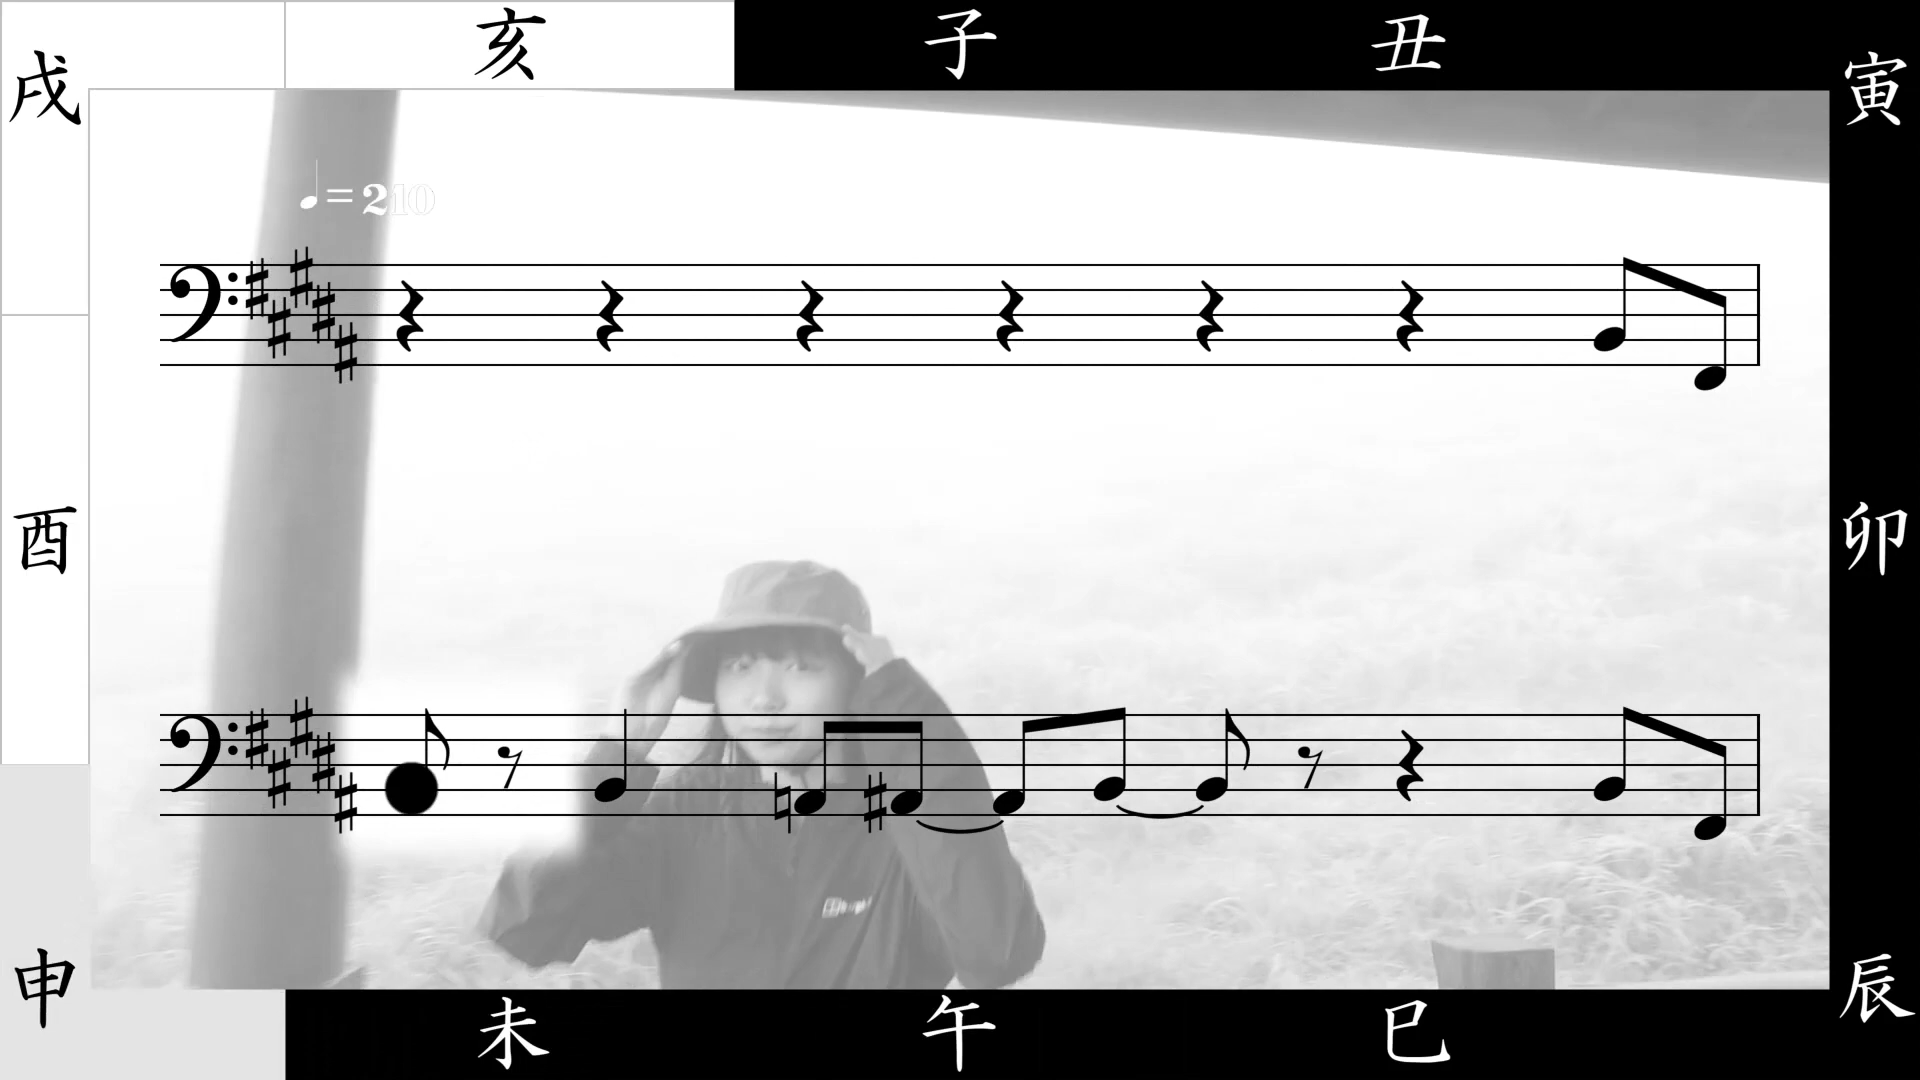 亥 子 丑
戌 寅
♩= 210
酉 卯
申 辰
未 午 巳